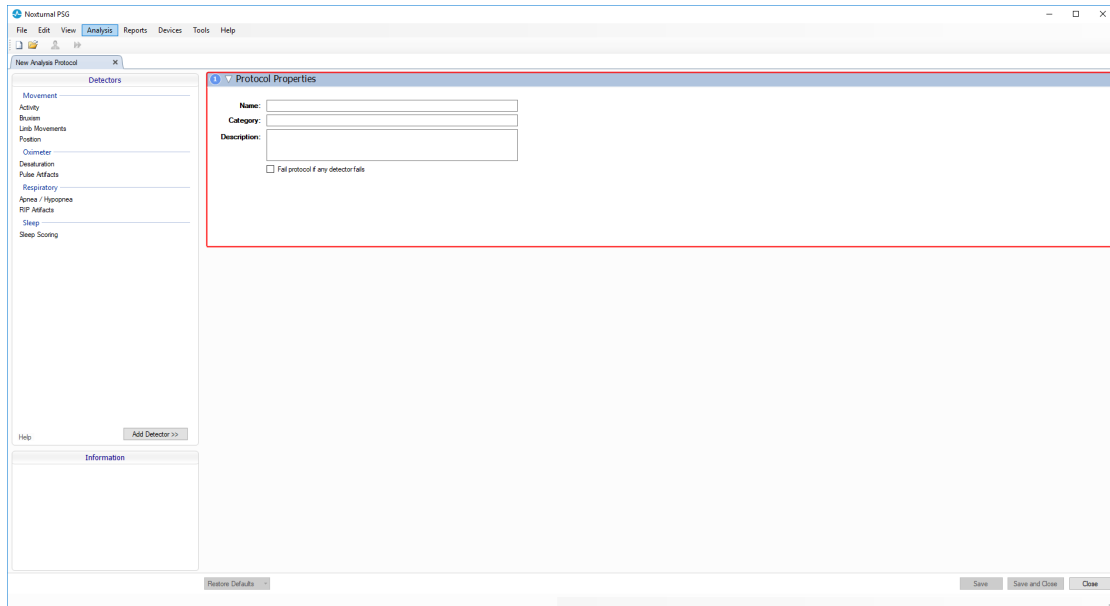 Noxturnal PSG
File Edit View Analysis Reports Devices Tools Help
New Analysis Protocol
Detectors
Movement
Activity
Bruxism
Limb Movements
Position
Oximeter
Desaturation
Pulse Artifacts
Respiratory
Apnea / Hypopnea
RIP Artifacts
Sleep
Sleep Scoring
Help
Add Detector >>
Information
1 Protocol Properties
Name:
Category:
Description:
Fail protocol if any detector fails
Restore Defaults
Save Save and Close Close